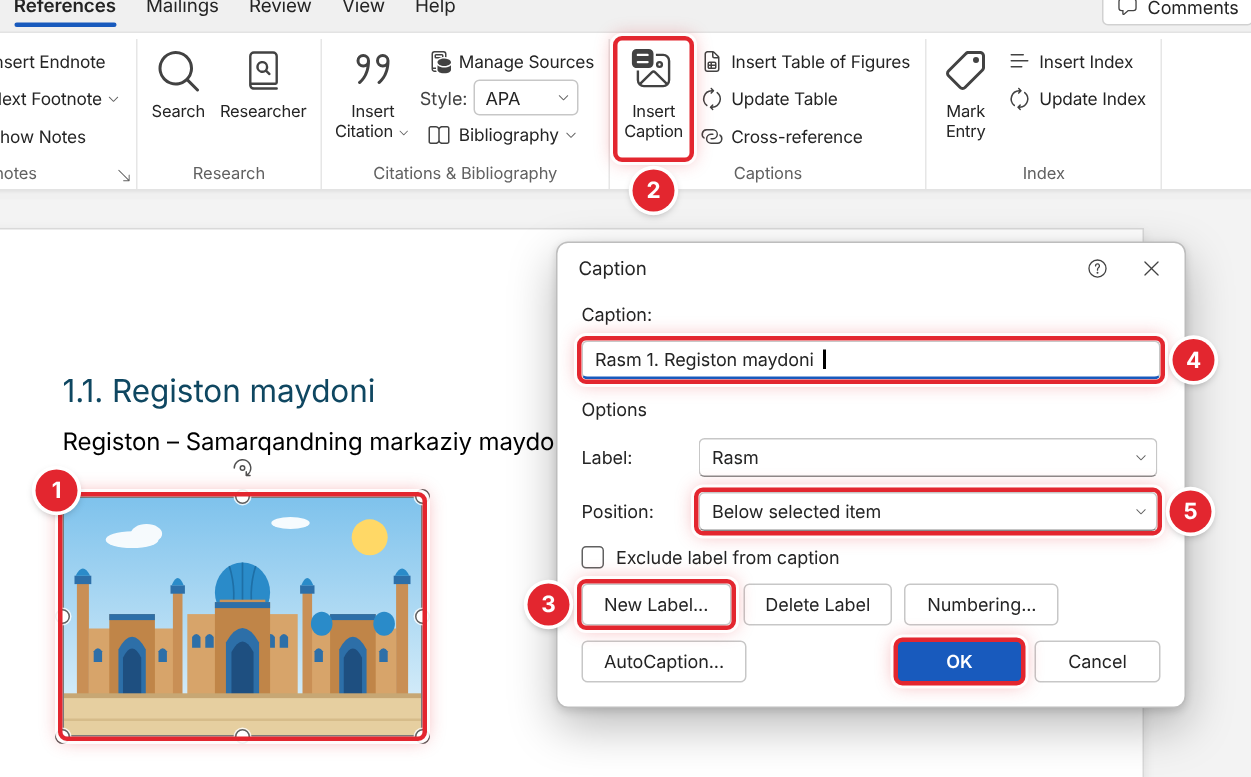 References Mailings Review View Help Comments
nsert Endnote
ext Footnote
how Notes
notes
Search
Researcher
Research
Insert
Citation
Manage Sources
Style: APA
Bibliography
Citations & Bibliography
Insert
Caption
Insert Table of Figures
Update Table
Cross-reference
Captions
Mark
Entry
Insert Index
Update Index
Index
2
Caption
Caption:
Rasm 1. Registon maydoni
4
Options
Label: Rasm
Position: Below selected item
5
Exclude label from caption
3
New Label... Delete Label Numbering...
AutoCaption... OK Cancel
1.1. Registon maydoni
Registon – Samarqandning markaziy maydo
1